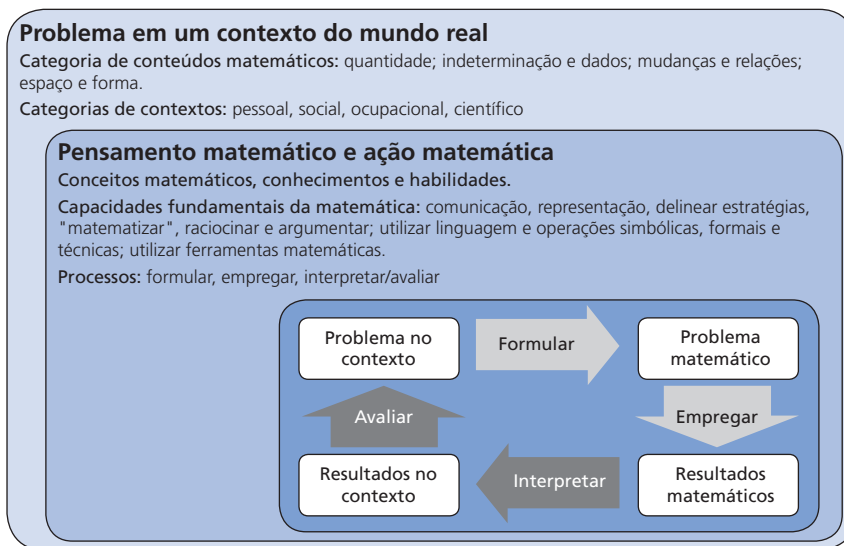 Problema em um contexto do mundo real
Categoria de conteúdos matemáticos: quantidade; indeterminação e dados; mudanças e relações;
espaço e forma.
Categorias de contextos: pessoal, social, ocupacional, científico
Pensamento matemático e ação matemática
Conceitos matemáticos, conhecimentos e habilidades.
Capacidades fundamentais da matemática: comunicação, representação, delinear estratégias,
"matematizar", raciocinar e argumentar; utilizar linguagem e operações simbólicas, formais e
técnicas; utilizar ferramentas matemáticas.
Processos: formular, empregar, interpretar/avaliar
Problema no
contexto
Formular
Problema
matemático
Avaliar
Empregar
Resultados no
contexto
Interpretar
Resultados
matemáticos